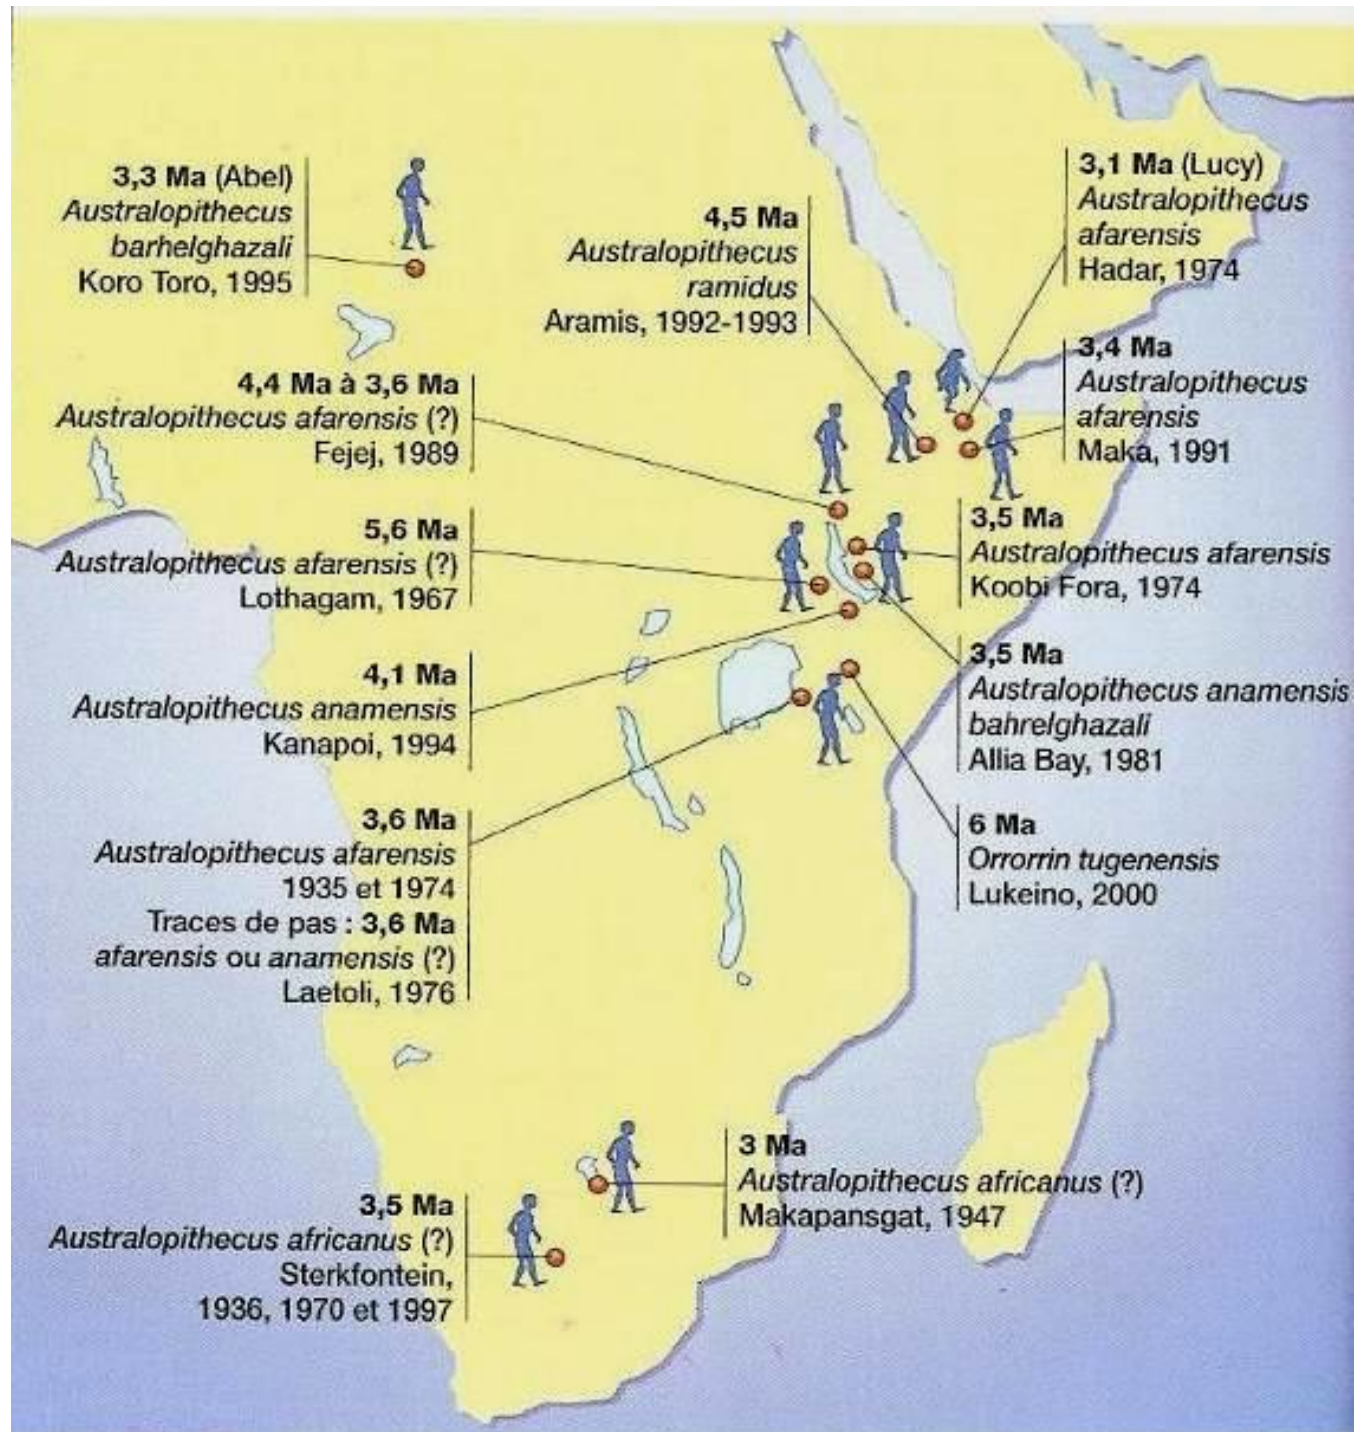 3,3 Ma (Abel)
Australopithecus
barhelghazali
Koro Toro, 1995
4,5 Ma
Australopithecus
ramidus
Aramis, 1992-1993
3,1 Ma (Lucy)
Australopithecus
afarensis
Hadar, 1974
3,4 Ma
Australopithecus
afarensis
Maka, 1991
4,4 Ma à 3,6 Ma
Australopithecus afarensis (?)
Fejej, 1989
5,6 Ma
Australopithecus afarensis (?)
Lothagam, 1967
3,5 Ma
Australopithecus afarensis
Koobi Fora, 1974
4,1 Ma
Australopithecus anamensis
Kanapoi, 1994
3,5 Ma
Australopithecus anamensis
bahrelghazali
Allia Bay, 1981
3,6 Ma
Australopithecus afarensis
1935 et 1974
Traces de pas : 3,6 Ma
afarensis ou anamensis (?)
Laetoli, 1976
6 Ma
Orrorrin tugenensis
Lukeino, 2000
3 Ma
Australopithecus africanus (?)
Makapansgat, 1947
3,5 Ma
Australopithecus africanus (?)
Sterkfontein,
1936, 1970 et 1997